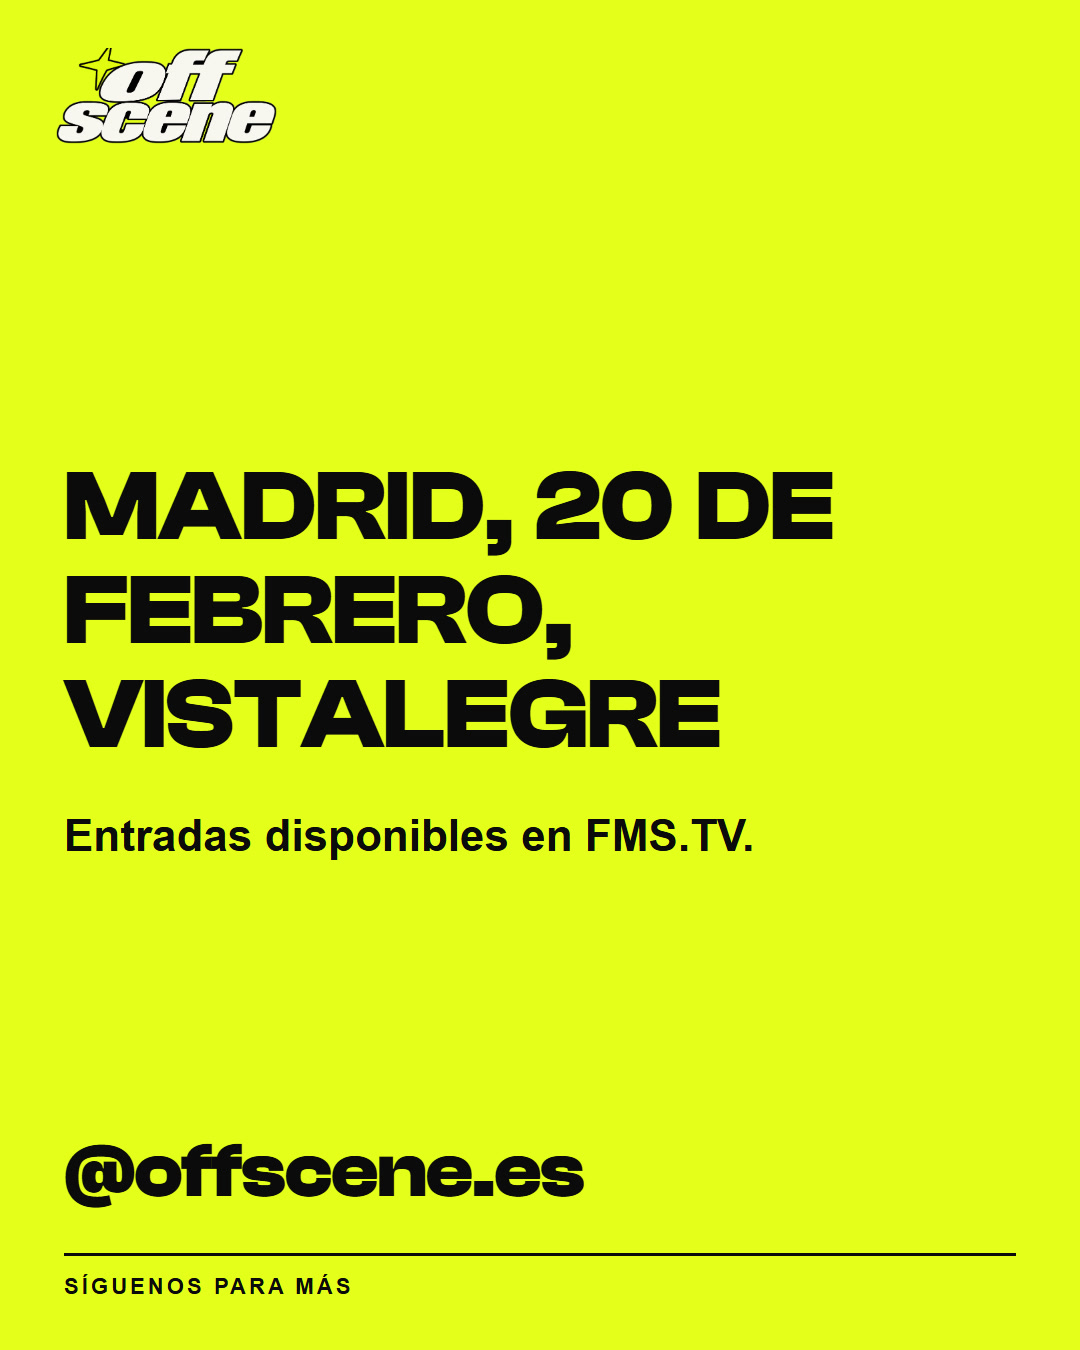 off
scene
MADRID, 20 DE
FEBRERO,
VISTALEGRE
Entradas disponibles en FMS.TV.
@offscene.es
SÍGUENOS PARA MÁS